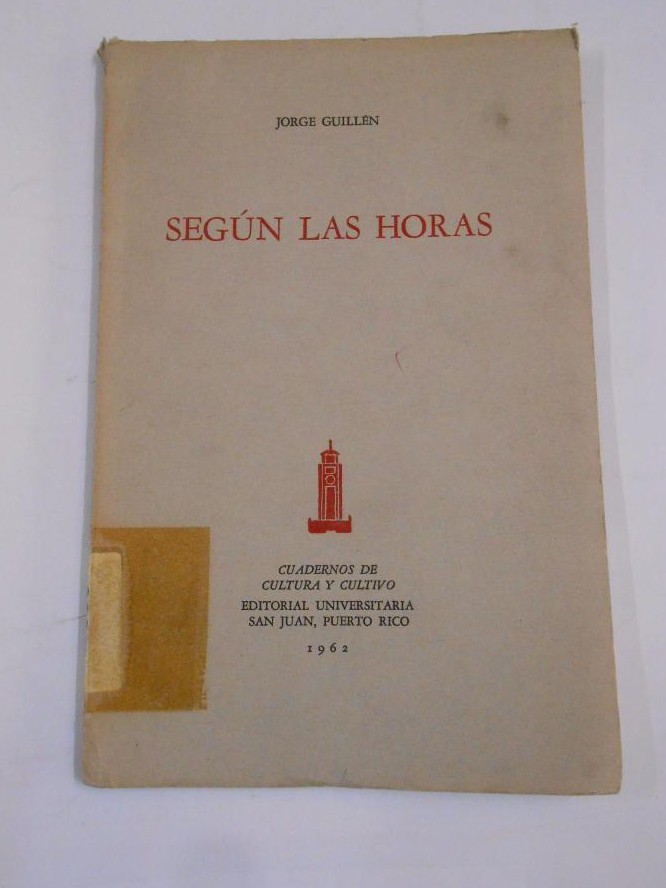 JORGE GUILLÉN
SEGÚN LAS HORAS
CUADERNOS DE
CULTURA Y CULTIVO
EDITORIAL UNIVERSITARIA
SAN JUAN, PUERTO RICO
1962